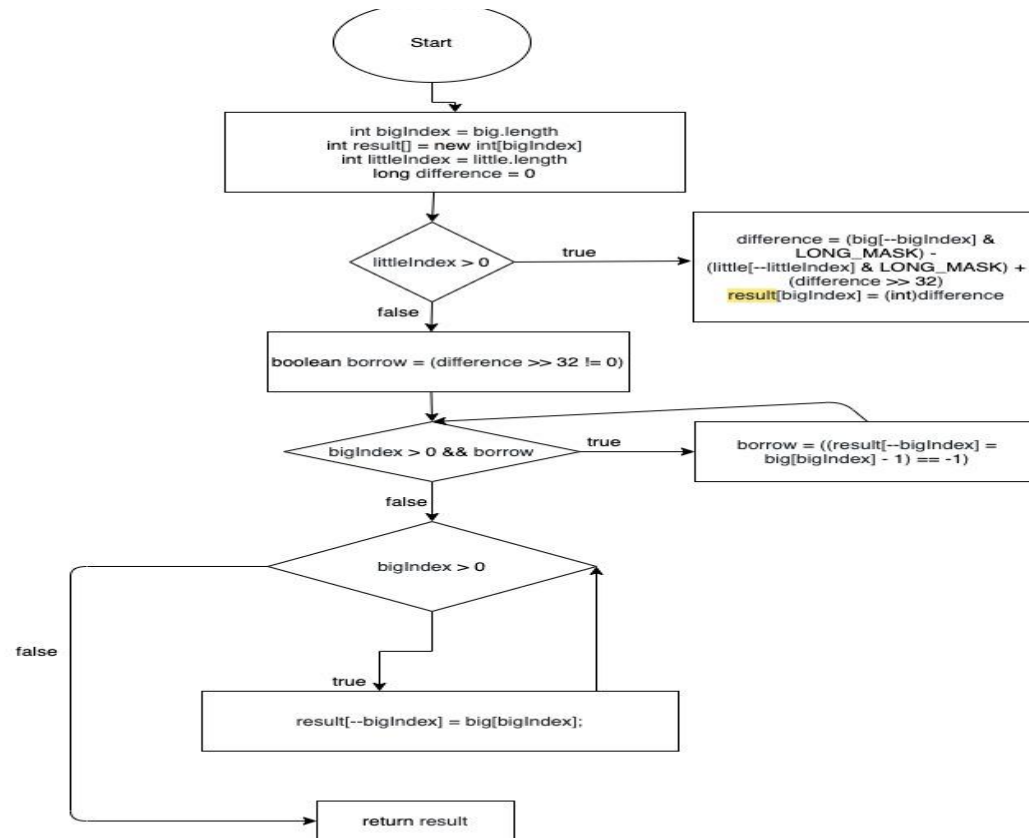 Start
int bigIndex = big.length
int result[] = new int[bigIndex]
int littleIndex = little.length
long difference = 0
littleIndex > 0
true
difference = (big[--bigIndex] &
LONG_MASK) -
(little[--littleIndex] & LONG_MASK) +
(difference >> 32)
result[bigIndex] = (int)difference
false
boolean borrow = (difference >> 32 != 0)
bigIndex > 0 && borrow
true
borrow = ((result[--bigIndex] =
big[bigIndex] - 1) == -1)
false
bigIndex > 0
false
true
result[--bigIndex] = big[bigIndex];
return result